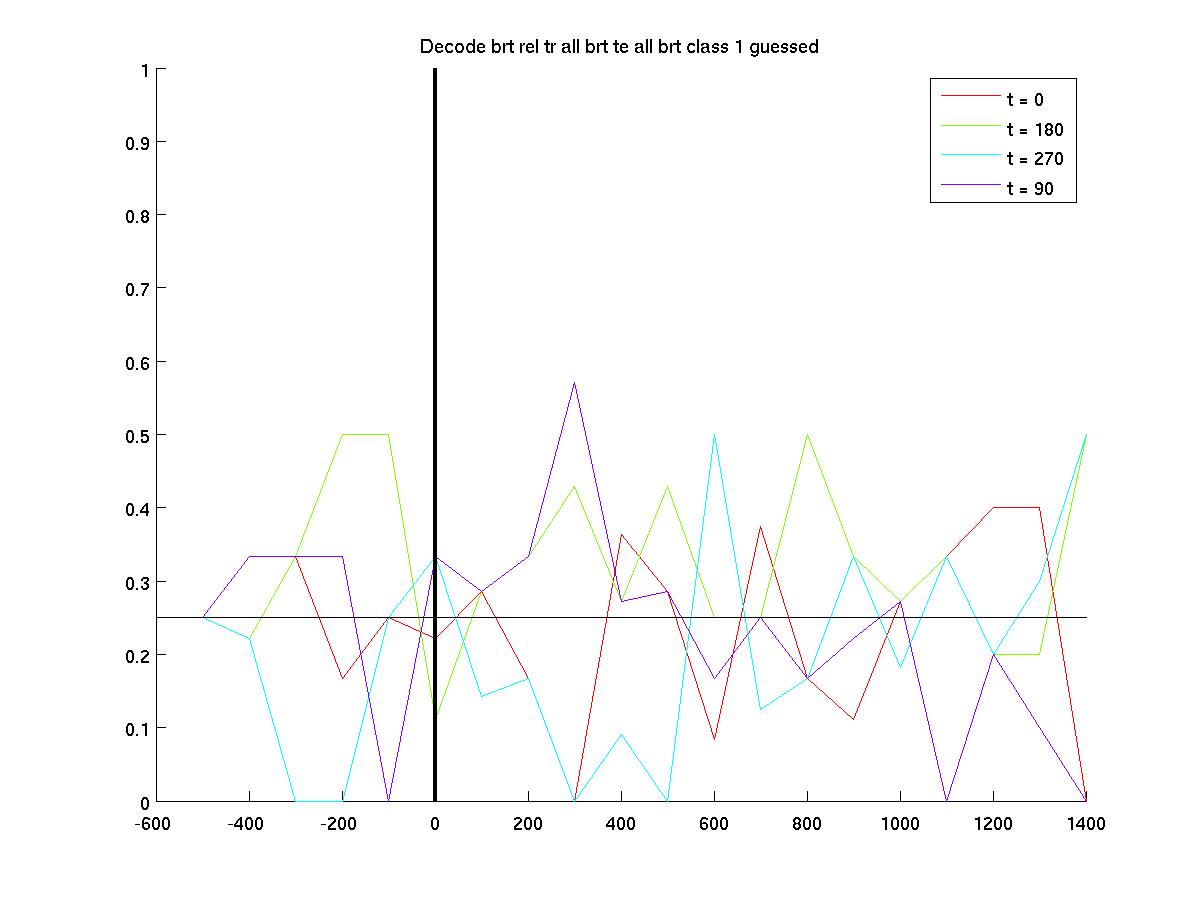 Decode brt rel tr all brt te all brt class 1 guessed
t = 0
t = 180
t = 270
t = 90
1
0.9
0.8
0.7
0.6
0.5
0.4
0.3
0.2
0.1
0
-600 -400 -200 0 200 400 600 800 1000 1200 1400